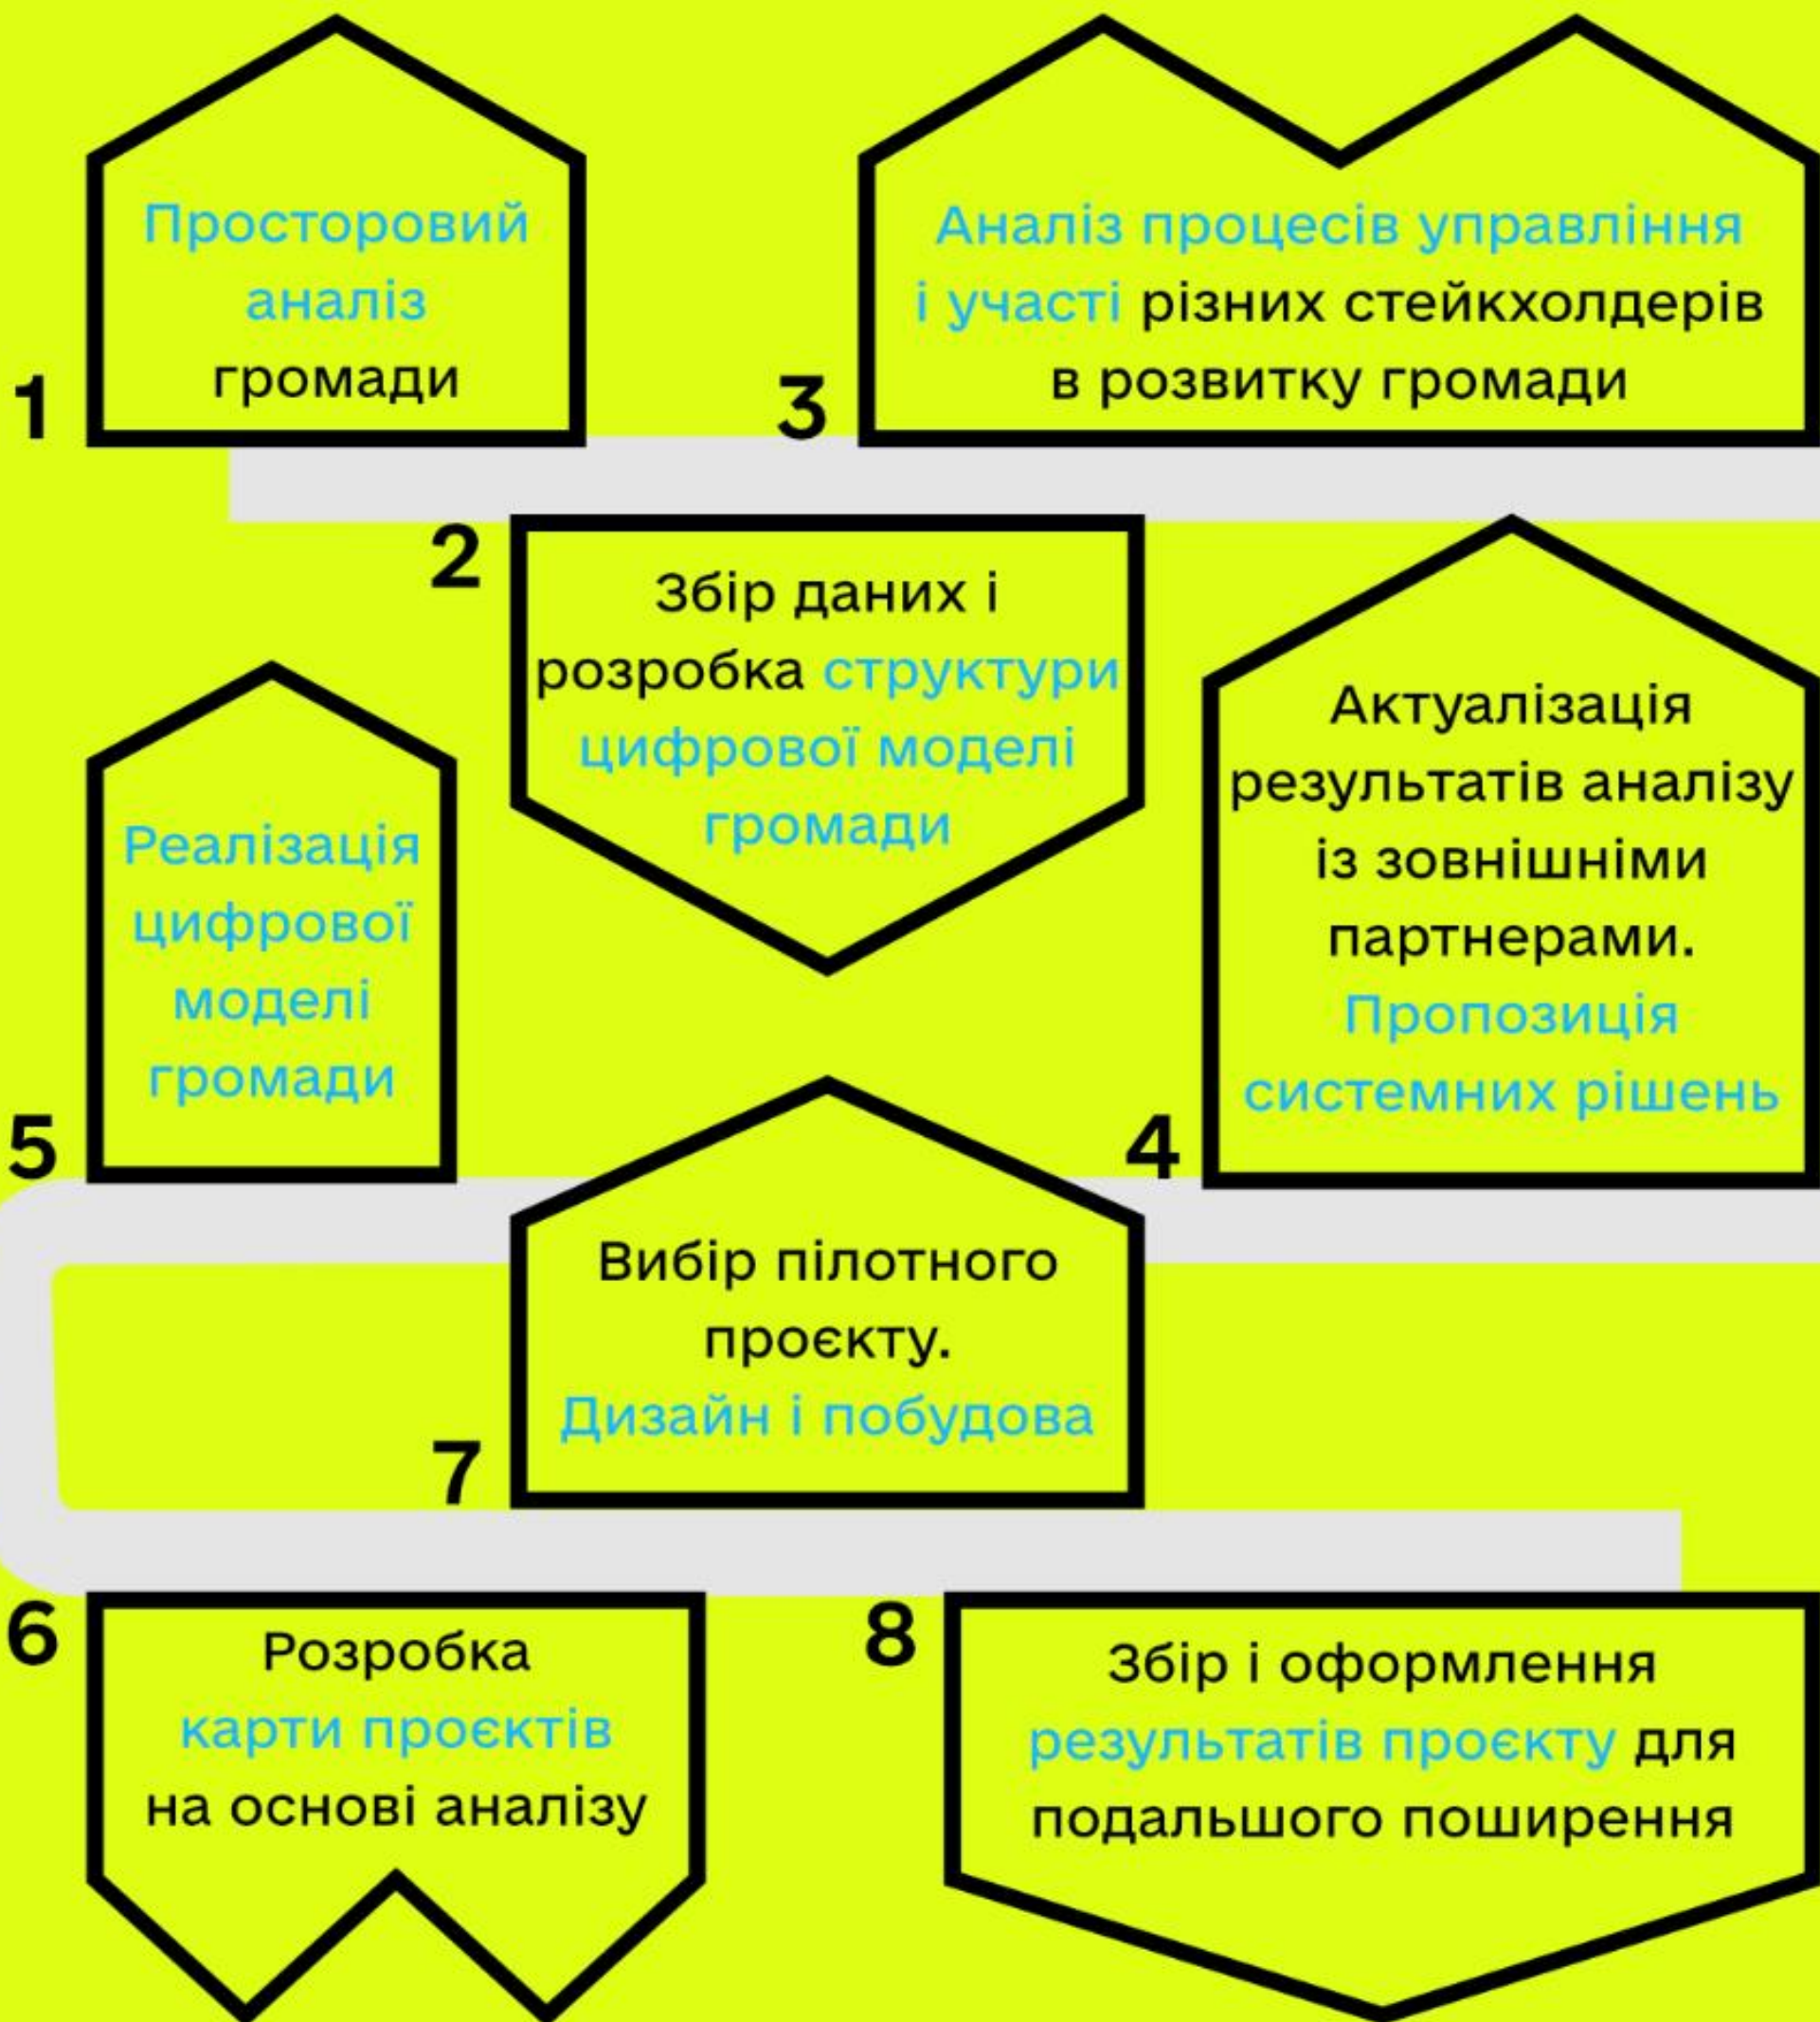 1
Просторовий
аналіз
громади
2
Збір даних і
розробка структури
цифрової моделі
громади
3
Аналіз процесів управління
і участі різних стейкхолдерів
в розвитку громади
4
Актуалізація
результатів аналізу
із зовнішніми
партнерами.
Пропозиція
системних рішень
5
Реалізація
цифрової
моделі
громади
6
Розробка
карти проєктів
на основі аналізу
7
Вибір пілотного
проєкту.
Дизайн і побудова
8
Збір і оформлення
результатів проєкту для
подальшого поширення